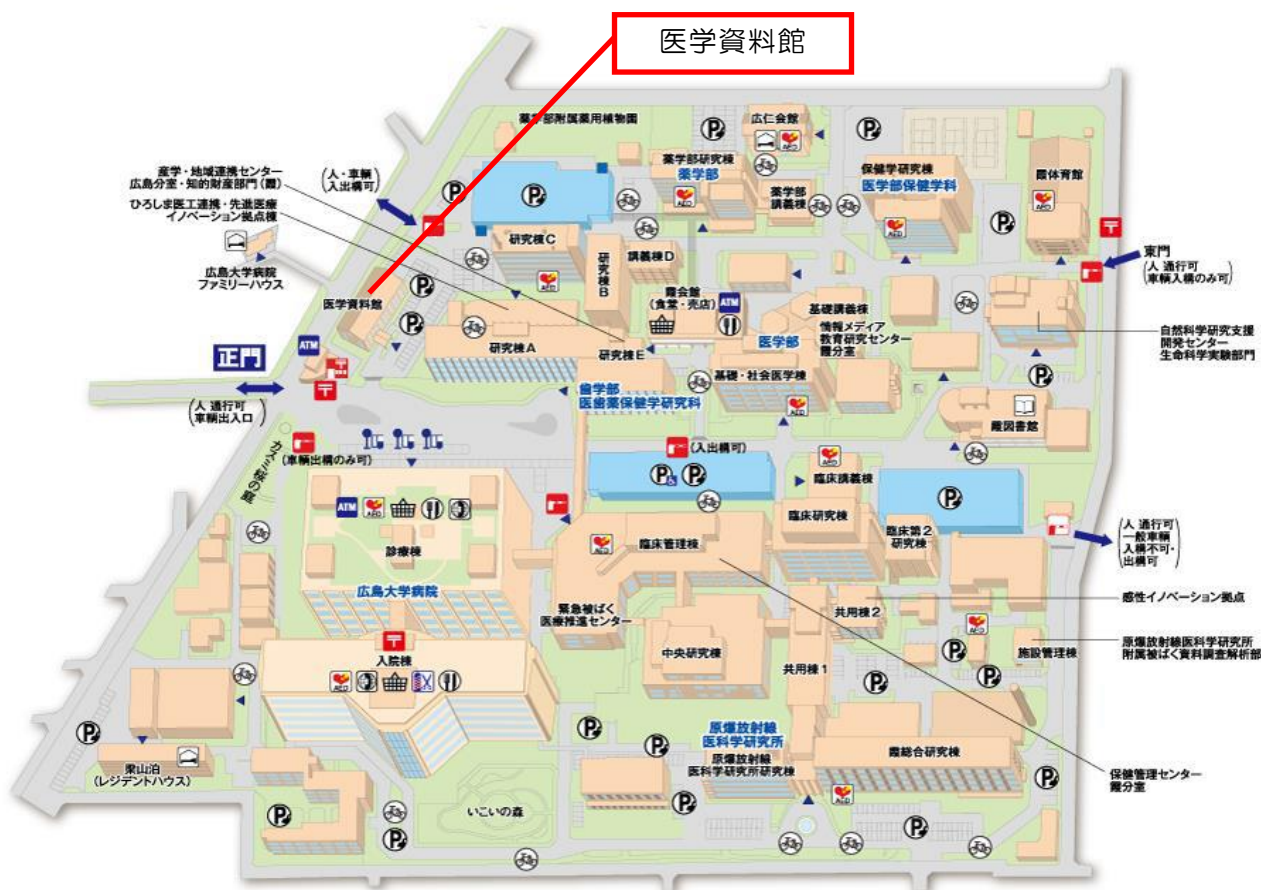 医学資料館
薬学部附属薬用植物園
広仁会館
産学・地域連携センター
広島分室・知的財産部門(霞)
ひろしま医工連携・先進医療
イノベーション拠点棟
(人・車輌
入出構可)
薬学部研究棟
薬学部
薬学部
講義棟
保健学研究棟
医学部保健学科
霞体育館
東門
(人 通行可
車輌入構のみ可)
広島大学病院
ファミリーハウス
研究棟C
研究棟B
講義棟D
医学資料館
霞会館
(食堂・売店)
ATM
基礎講義棟
情報メディア
教育研究センター
霞分室
医学部
自然科学研究支援
開発センター
生命科学実験部門
ATM
正門
(人 通行可
車輌出入口)
研究棟A
研究棟E
基礎・社会医学棟
歯学部
医歯薬保健学研究科
霞図書館
カスミ桜の庭
(車輌出構のみ可)
(入出構可)
臨床講義棟
ATM
診療棟
広島大学病院
臨床管理棟
臨床研究棟
臨床第2
研究棟
(人 通行可
一般車輌
入構不可・
出構可)
緊急被ばく
医療推進センター
共用棟2
感性イノベーション拠点
入院棟
中央研究棟
共用棟1
施設管理棟
原爆放射線医科学研究所
附属被ばく資料調査解析部
原爆放射線
医科学研究所
原爆放射線
医科学研究所研究棟
霞総合研究棟
保健管理センター
霞分室
梁山泊
(レジデントハウス)
いこいの森